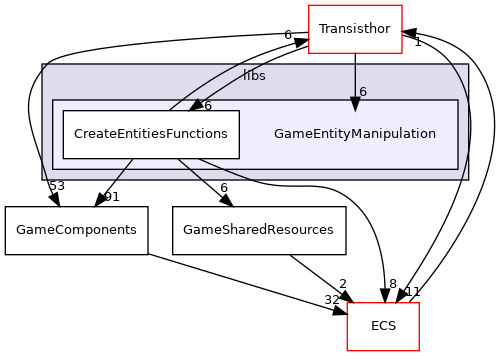 Transisthor
6
1
libs
6
6
CreateEntitiesFunctions
GameEntityManipulation
53
91
6
GameComponents
GameSharedResources
2
8
11
32
ECS